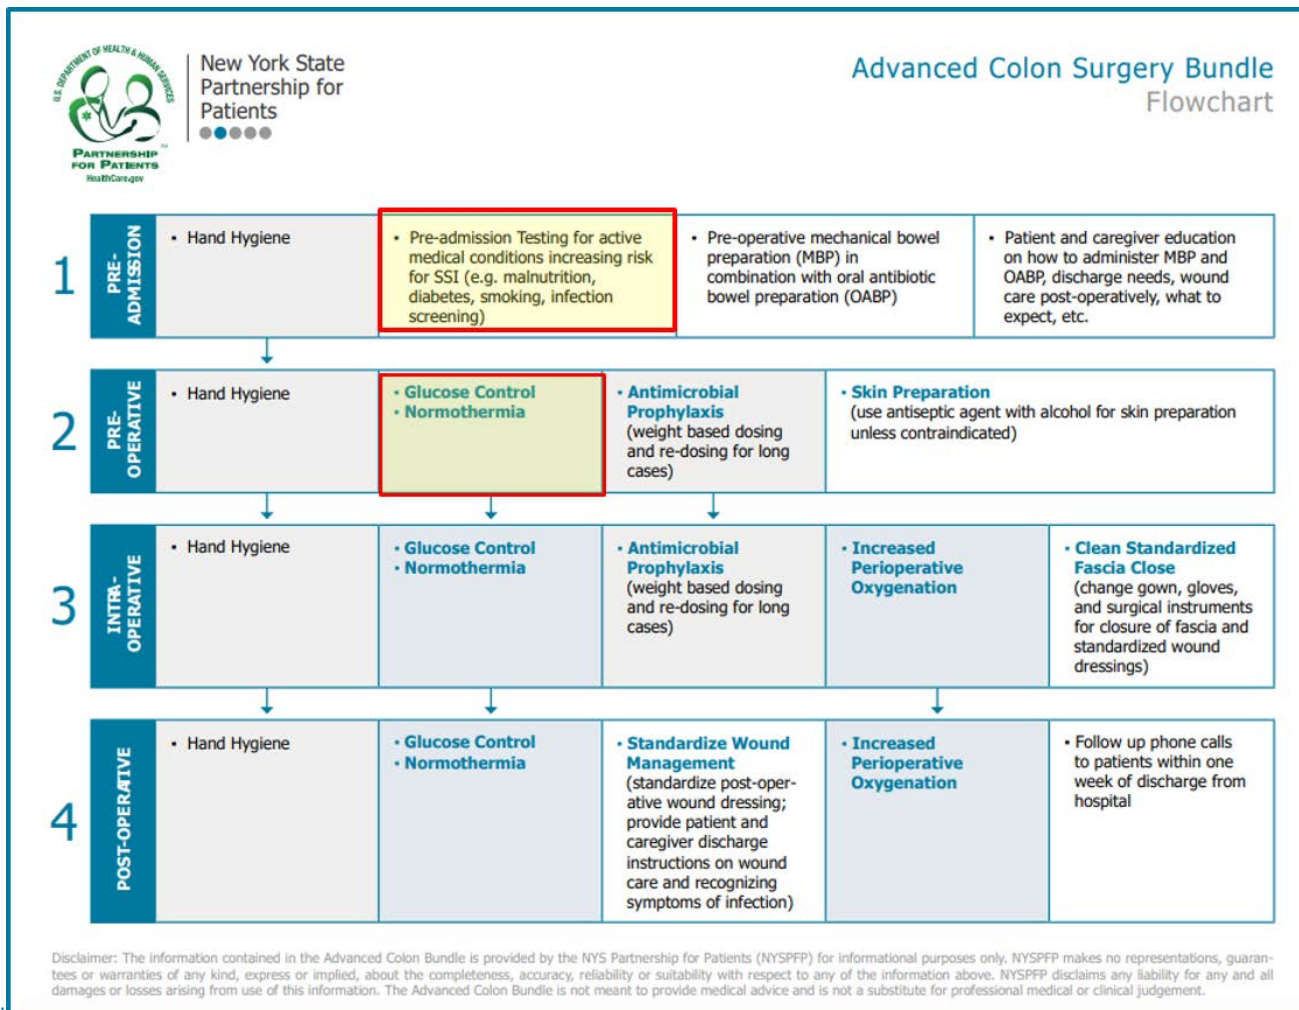 U.S. DEPARTMENT OF HEALTH & HUMAN SERVICES
PARTNERSHIP
FOR PATIENTS
HealthCare.gov
New York State
Partnership for
Patients
Advanced Colon Surgery Bundle
Flowchart
1
PRE-
ADMISSION
▪ Hand Hygiene
▪ Pre-admission Testing for active
medical conditions increasing risk
for SSI (e.g. malnutrition,
diabetes, smoking, infection
screening)
▪ Pre-operative mechanical bowel
preparation (MBP) in
combination with oral antibiotic
bowel preparation (OABP)
▪ Patient and caregiver education
on how to administer MBP and
OABP, discharge needs, wound
care post-operatively, what to
expect, etc.
2
PRE-
OPERATIVE
▪ Hand Hygiene
▪ Glucose Control
▪ Normothermia
▪ Antimicrobial
Prophylaxis
(weight based dosing
and re-dosing for long
cases)
▪ Skin Preparation
(use antiseptic agent with alcohol for skin preparation
unless contraindicated)
3
INTRA-
OPERATIVE
▪ Hand Hygiene
▪ Glucose Control
▪ Normothermia
▪ Antimicrobial
Prophylaxis
(weight based dosing
and re-dosing for long
cases)
▪ Increased
Perioperative
Oxygenation
▪ Clean Standardized
Fascia Close
(change gown, gloves,
and surgical instruments
for closure of fascia and
standardized wound
dressings)
4
POST-OPERATIVE
▪ Hand Hygiene
▪ Glucose Control
▪ Normothermia
▪ Standardize Wound
Management
(standardize post-oper-
ative wound dressing;
provide patient and
caregiver discharge
instructions on wound
care and recognizing
symptoms of infection)
▪ Increased
Perioperative
Oxygenation
▪ Follow up phone calls
to patients within one
week of discharge from
hospital
Disclaimer: The information contained in the Advanced Colon Bundle is provided by the NYS Partnership for Patients (NYSPFP) for informational purposes only. NYSPFP makes no representations, guaran-
tees or warranties of any kind, express or implied, about the completeness, accuracy, reliability or suitability with respect to any of the information above. NYSPFP disclaims any liability for any and all
damages or losses arising from use of this information. The Advanced Colon Bundle is not meant to provide medical advice and is not a substitute for professional medical or clinical judgement.